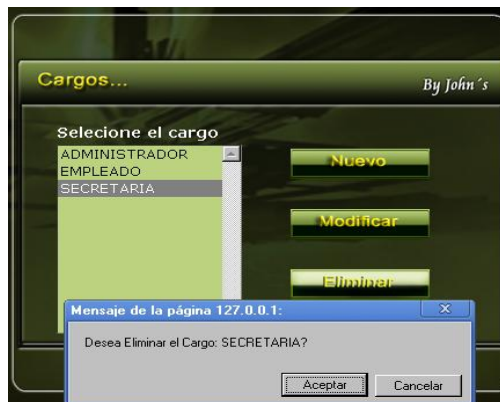 Cargos...
By John´s
Selecione el cargo
ADMINISTRADOR
EMPLEADO
SECRETARIA
Nuevo
Modificar
Eliminar
Mensaje de la página 127.0.0.1:
Desea Eliminar el Cargo: SECRETARIA?
Aceptar
Cancelar